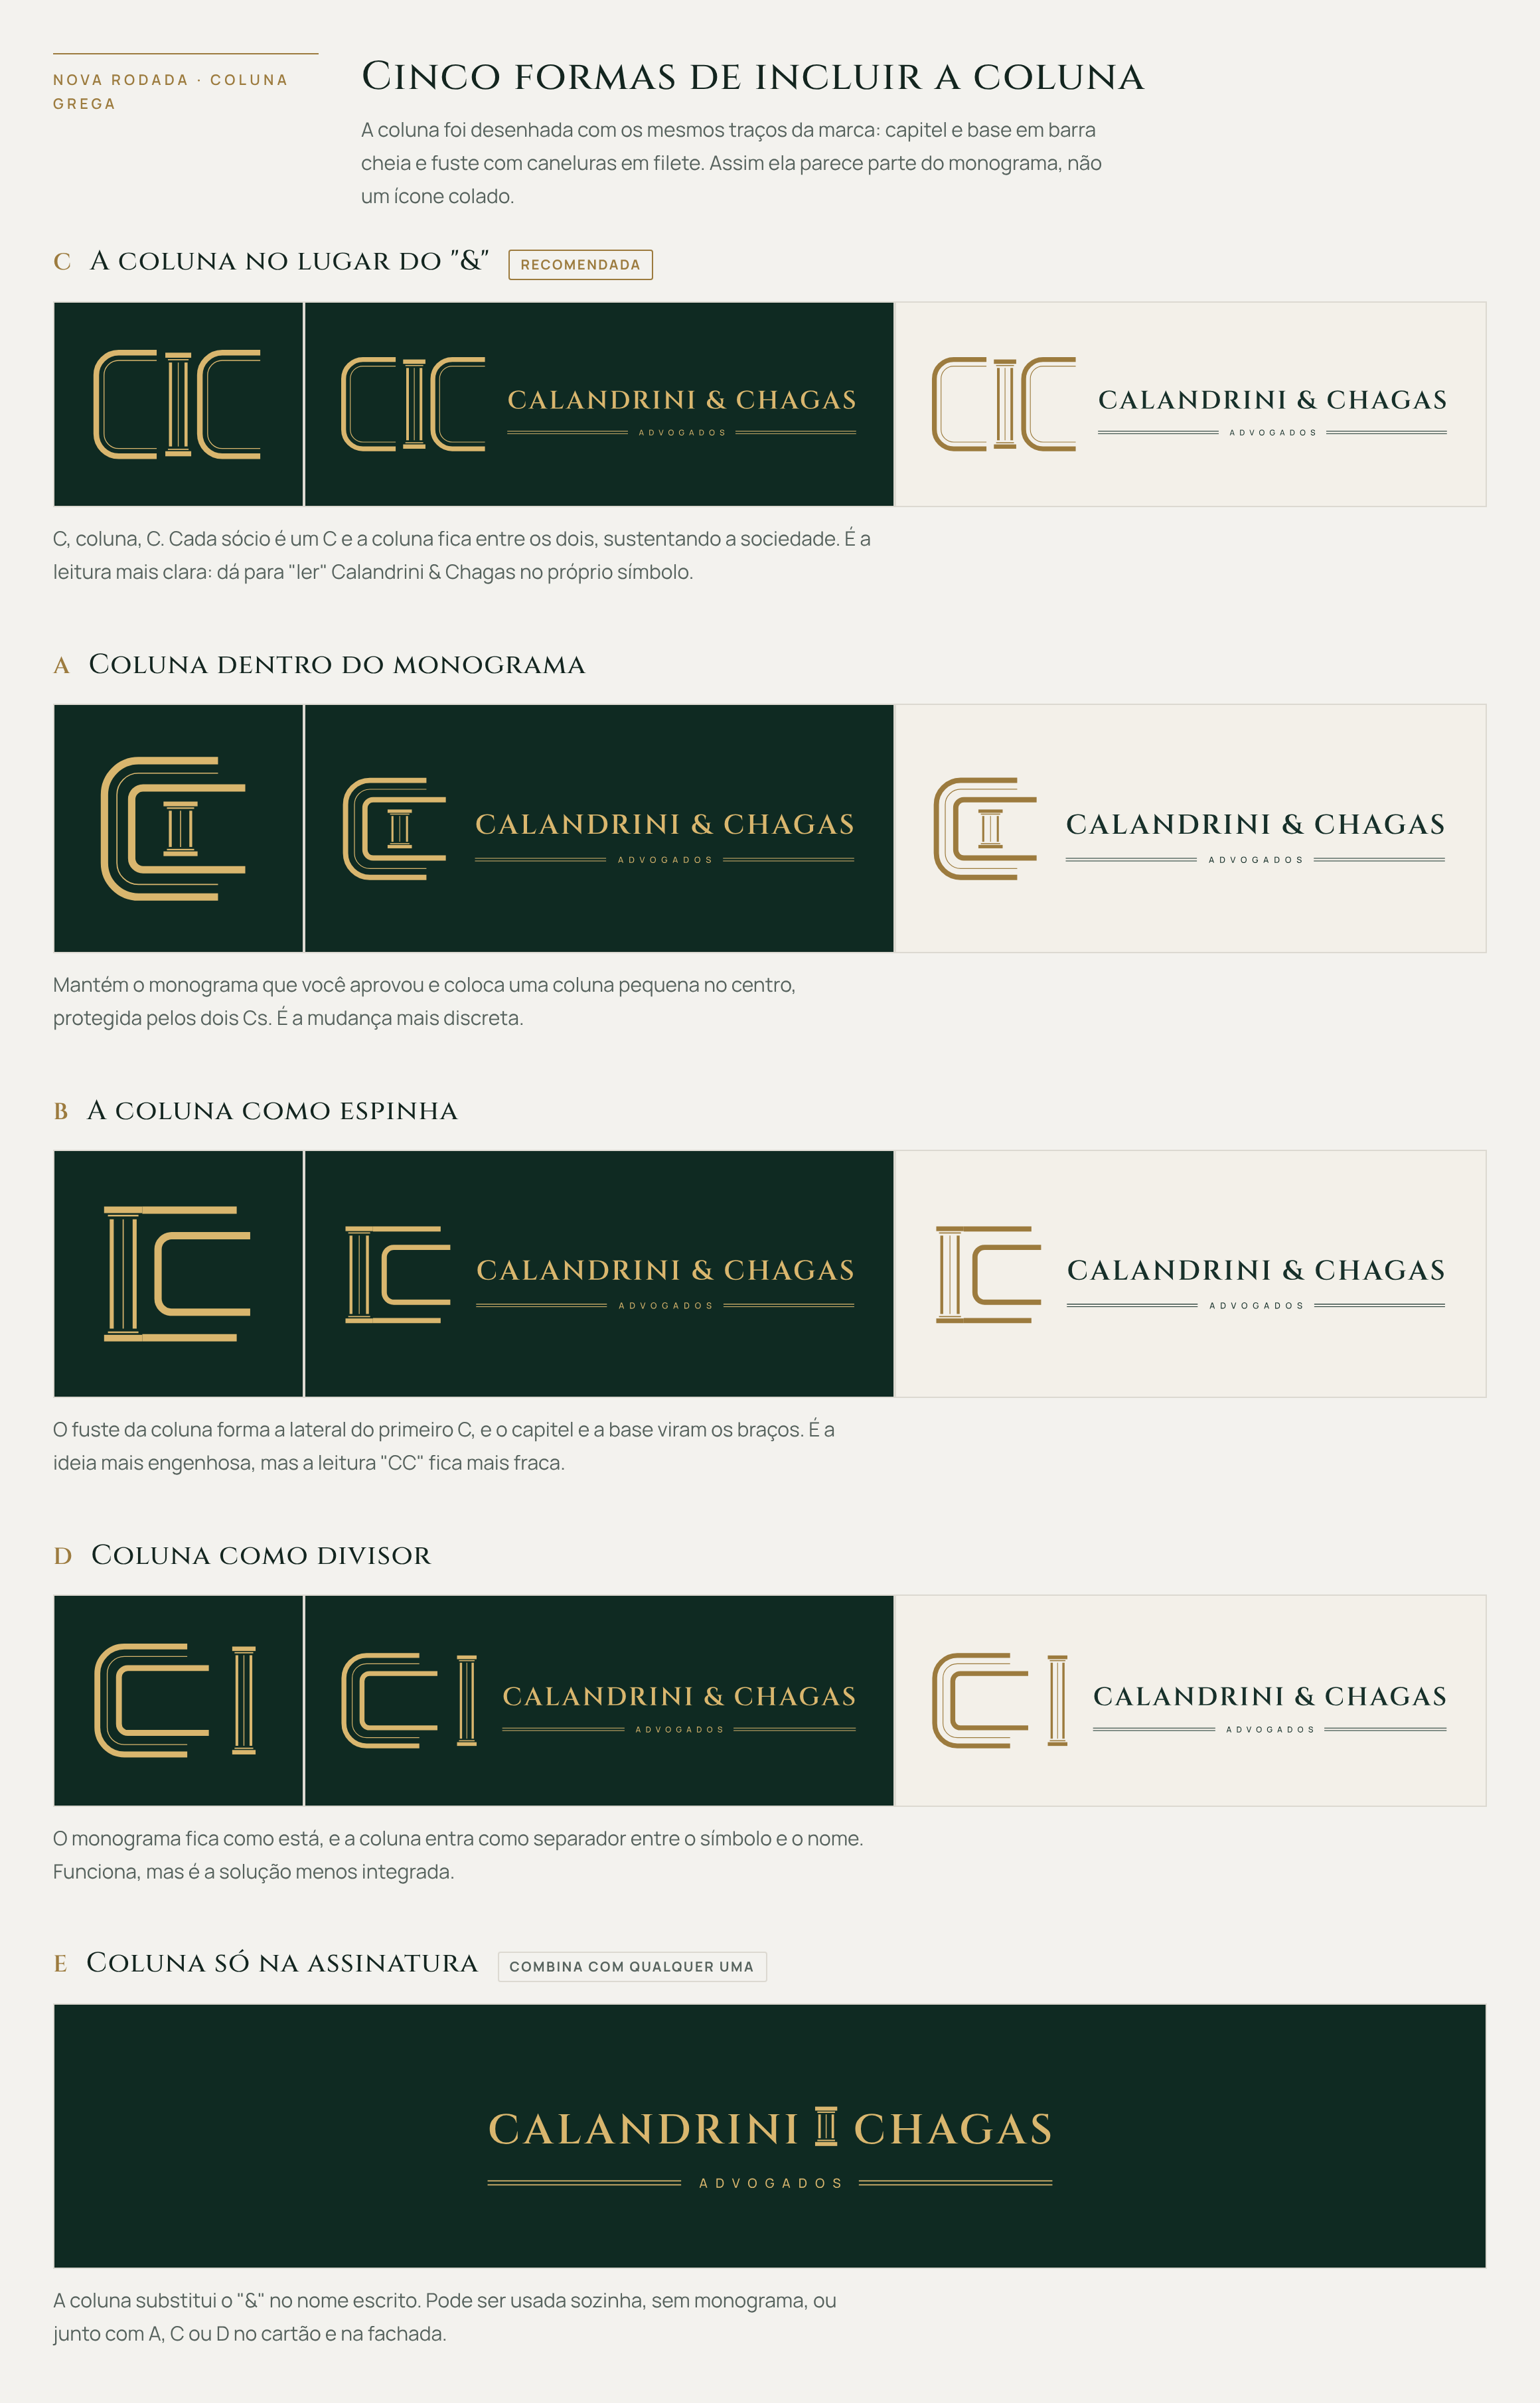 NOVA RODADA · COLUNA
GREGA
CINCO FORMAS DE INCLUIR A COLUNA
A coluna foi desenhada com os mesmos traços da marca: capitel e base em barra
cheia e fuste com caneluras em filete. Assim ela parece parte do monograma, não
um ícone colado.
C A COLUNA NO LUGAR DO "&" RECOMENDADA
CALANDRINI & CHAGAS
ADVOGADOS
CALANDRINI & CHAGAS
ADVOGADOS
C, coluna, C. Cada sócio é um C e a coluna fica entre os dois, sustentando a sociedade. É a
leitura mais clara: dá para "ler" Calandrini & Chagas no próprio símbolo.
A COLUNA DENTRO DO MONOGRAMA
CALANDRINI & CHAGAS
ADVOGADOS
CALANDRINI & CHAGAS
ADVOGADOS
Mantém o monograma que você aprovou e coloca uma coluna pequena no centro,
protegida pelos dois Cs. É a mudança mais discreta.
B A COLUNA COMO ESPINHA
CALANDRINI & CHAGAS
ADVOGADOS
CALANDRINI & CHAGAS
ADVOGADOS
O fuste da coluna forma a lateral do primeiro C, e o capitel e a base viram os braços. É a
ideia mais engenhosa, mas a leitura "CC" fica mais fraca.
D COLUNA COMO DIVISOR
CALANDRINI & CHAGAS
ADVOGADOS
CALANDRINI & CHAGAS
ADVOGADOS
O monograma fica como está, e a coluna entra como separador entre o símbolo e o nome.
Funciona, mas é a solução menos integrada.
E COLUNA SÓ NA ASSINATURA COMBINA COM QUALQUER UMA
CALANDRINI CHAGAS
ADVOGADOS
A coluna substitui o "&" no nome escrito. Pode ser usada sozinha, sem monograma, ou
junto com A, C ou D no cartão e na fachada.